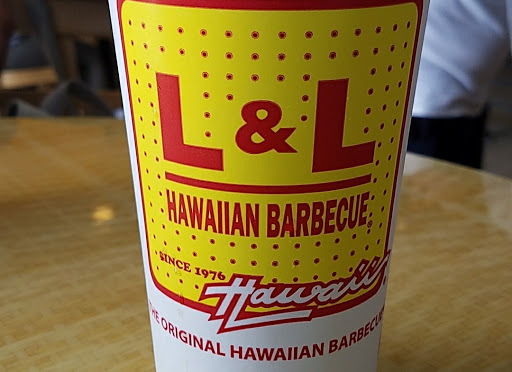 L & L
HAWAIIAN BARBECUE
SINCE 1976
Hawaii
THE ORIGINAL HAWAIIAN BARBECUE